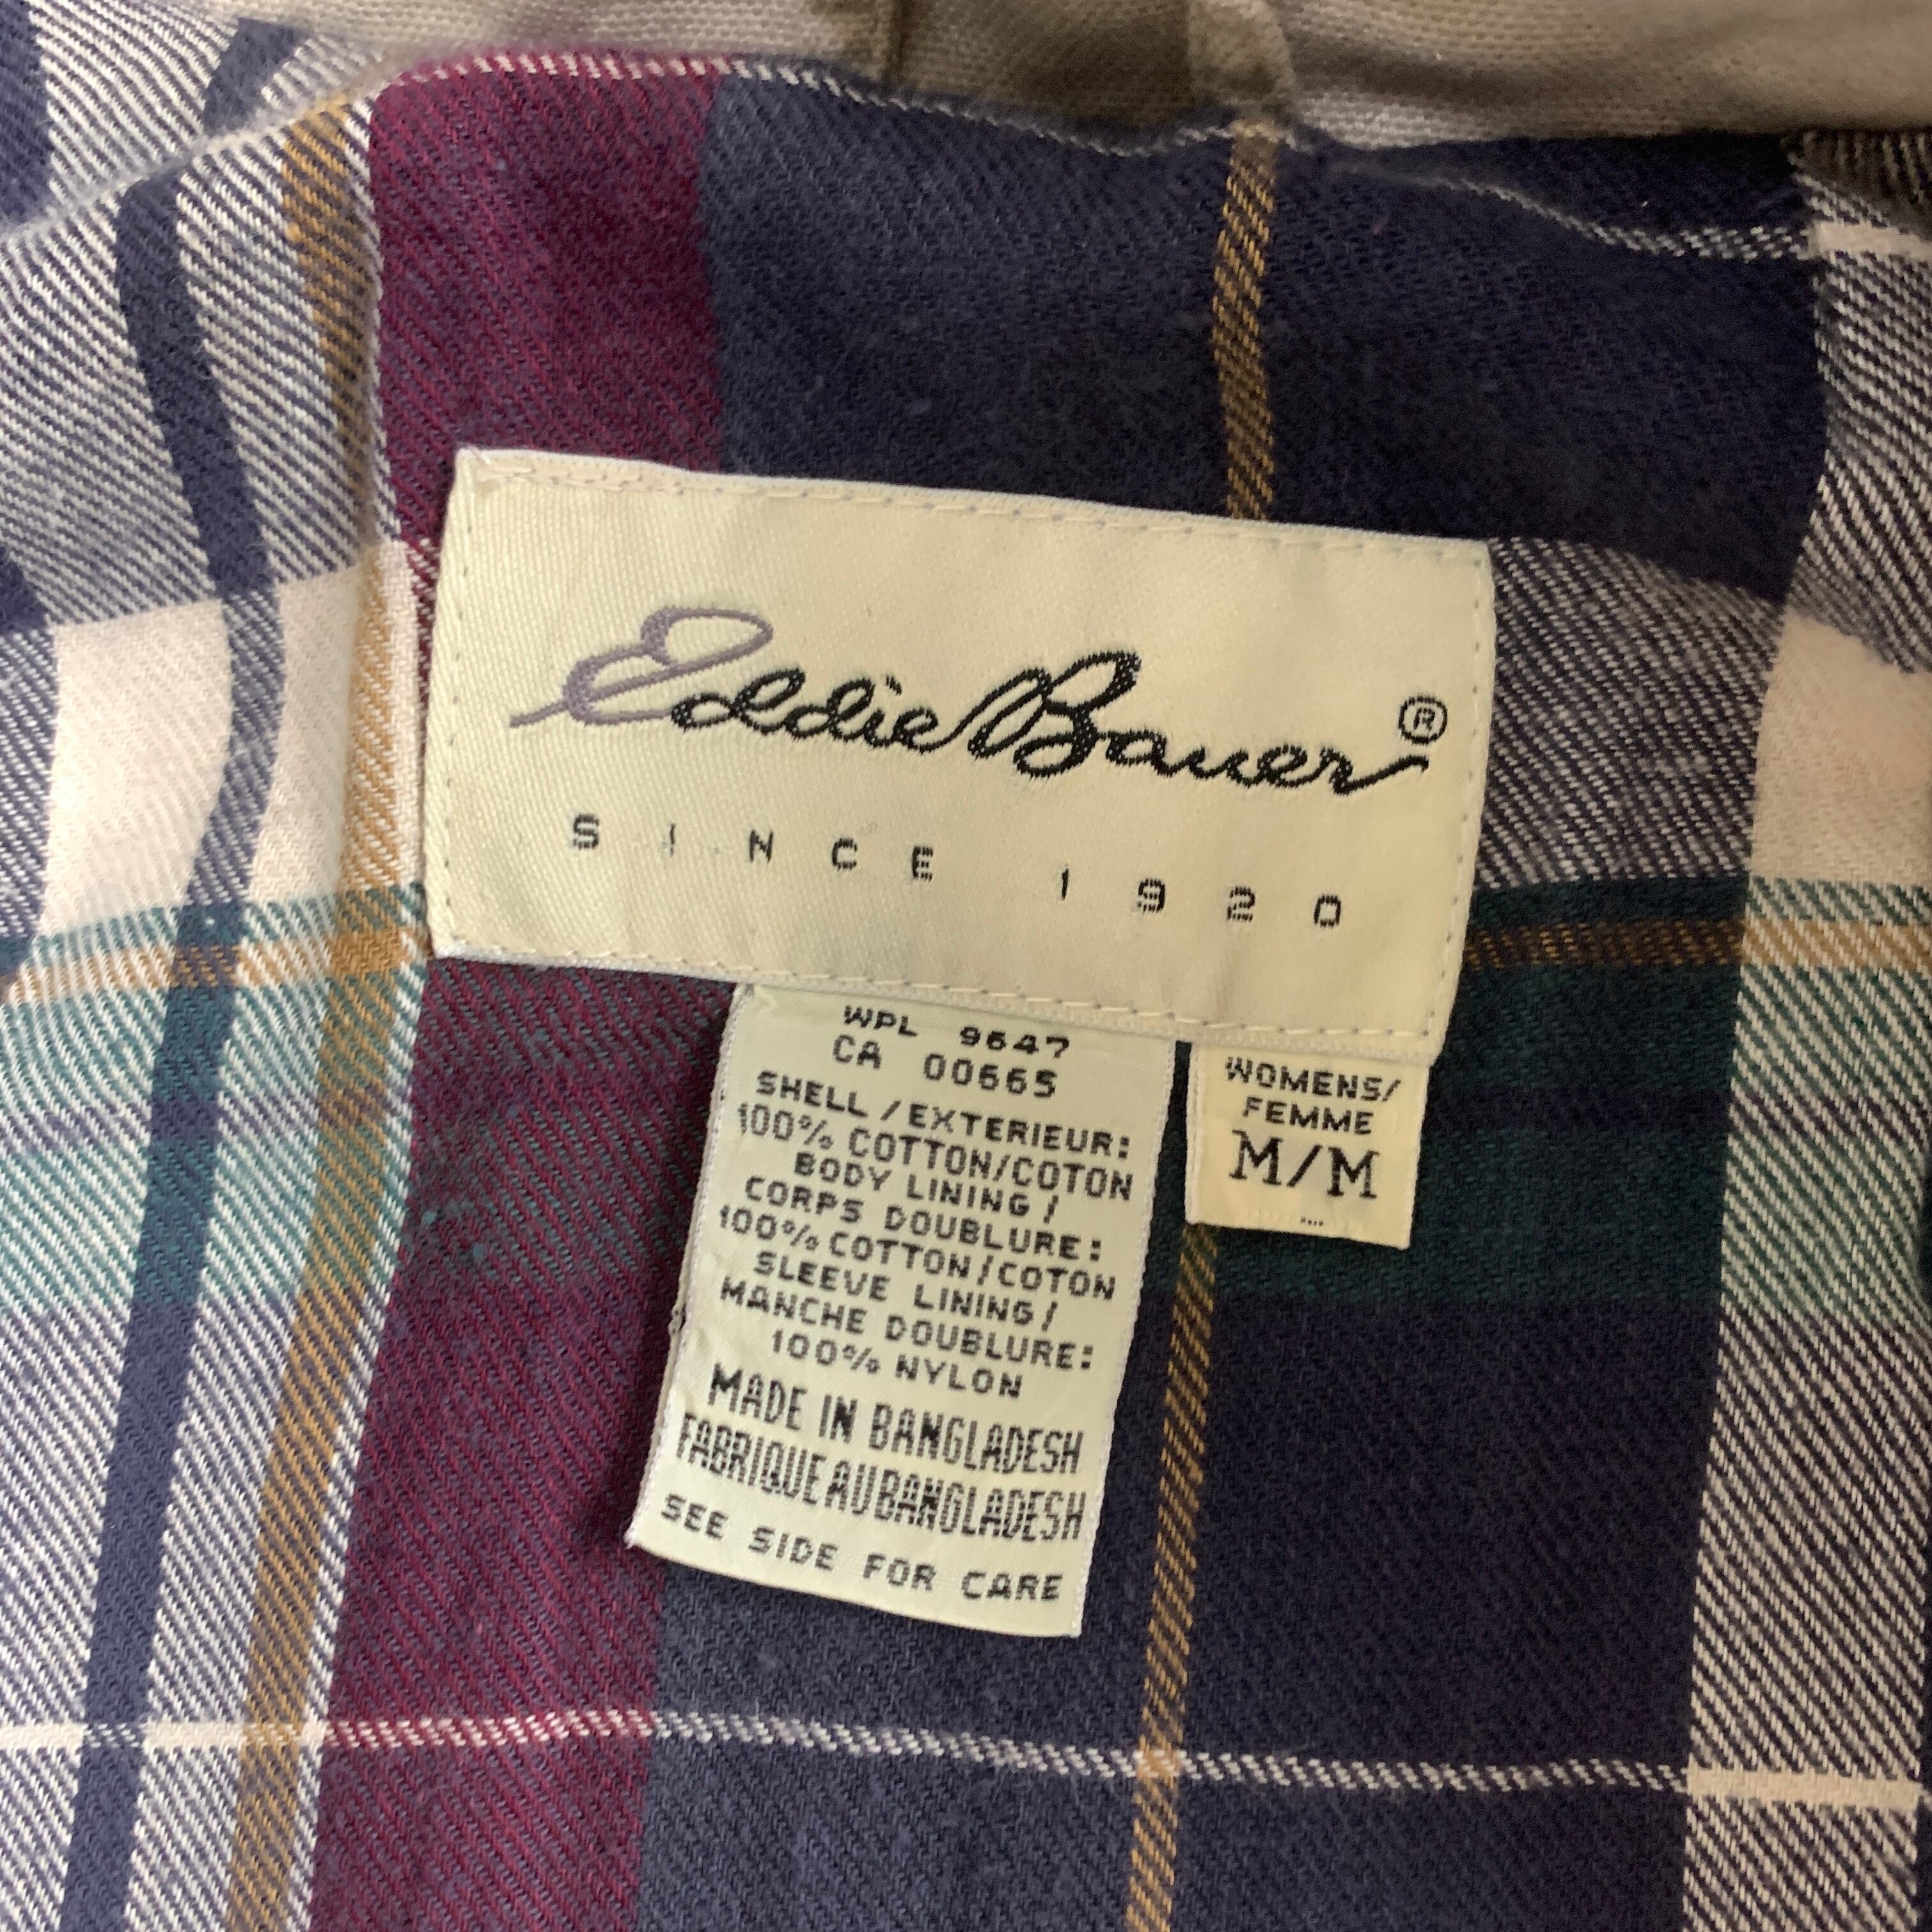 Eddie Bauer®
SINCE 1920
WPL 9647
CA 00665
SHELL/EXTERIEUR:
100% COTTON/COTON
BODY LINING/
CORPS DOUBLURE:
100% COTTON/COTON
SLEEVE LINING/
MANCHE DOUBLURE:
100% NYLON
MADE IN BANGLADESH
FABRIQUE AU BANGLADESH
SEE SIDE FOR CARE
WOMENS/
FEMME
M/M